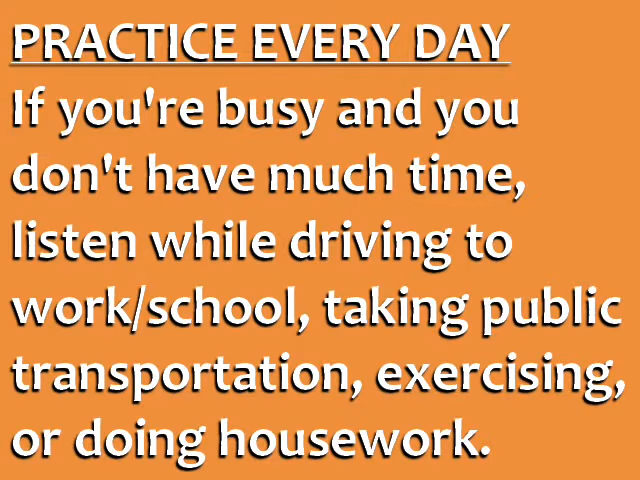 PRACTICE EVERY DAY
If you're busy and you
don't have much time,
listen while driving to
work/school, taking public
transportation, exercising,
or doing housework.